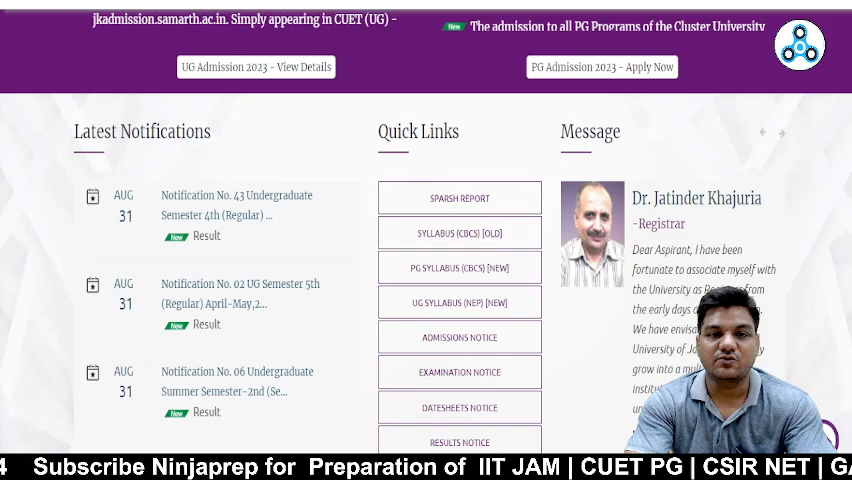 jkadmission.samarth.ac.in. Simply appearing in CUET (UG) -
New The admission to all PG Programs of the Cluster University
UG Admission 2023 - View Details
PG Admission 2023 - Apply Now
Latest Notifications
AUG
31
Notification No. 43 Undergraduate
Semester 4th (Regular) ...
New Result
AUG
31
Notification No. 02 UG Semester 5th
(Regular) April-May,2...
New Result
AUG
31
Notification No. 06 Undergraduate
Summer Semester-2nd (Se...
New Result
Quick Links
SPARSH REPORT
SYLLABUS (CBCS) [OLD]
PG SYLLABUS (CBCS) [NEW]
UG SYLLABUS (NEP) [NEW]
ADMISSIONS NOTICE
EXAMINATION NOTICE
DATESHEETS NOTICE
RESULTS NOTICE
Message
Dr. Jatinder Khajuria
-Registrar
Dear Aspirant, I have been
fortunate to associate myself with
the University as from
the early days
We have
University of
grow into a
4 Subscribe Ninjaprep for Preparation of IIT JAM | CUET PG | CSIR NET | GA